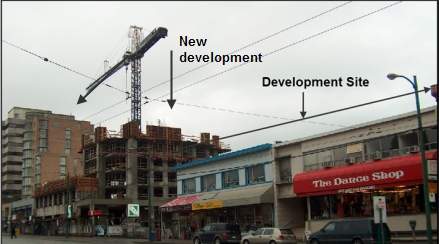 New
development
Development Site
The Dance Shop